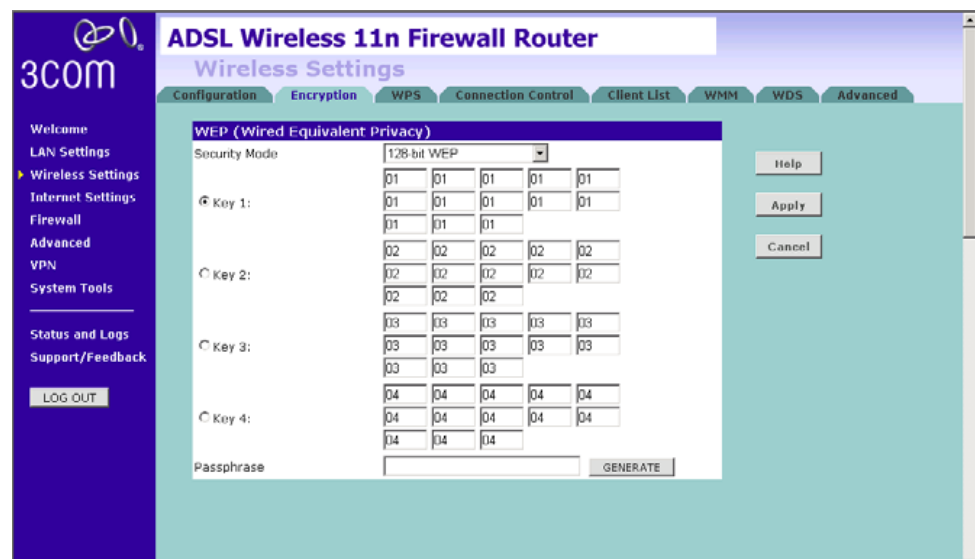 3COM
ADSL Wireless 11n Firewall Router
Wireless Settings
Configuration Encryption WPS Connection Control Client List WMM WDS Advanced
Welcome
LAN Settings
Wireless Settings
Internet Settings
Firewall
Advanced
VPN
System Tools
Status and Logs
Support/Feedback
LOG OUT
WEP (Wired Equivalent Privacy)
Security Mode 128-bit WEP
01 01 01 01 01
Key 1: 01 01 01 01 01
01 01 01
02 02 02 02 02
Key 2: 02 02 02 02 02
02 02 02
03 03 03 03 03
Key 3: 03 03 03 03 03
03 03 03
04 04 04 04 04
Key 4: 04 04 04 04 04
04 04 04
Passphrase GENERATE
Help
Apply
Cancel